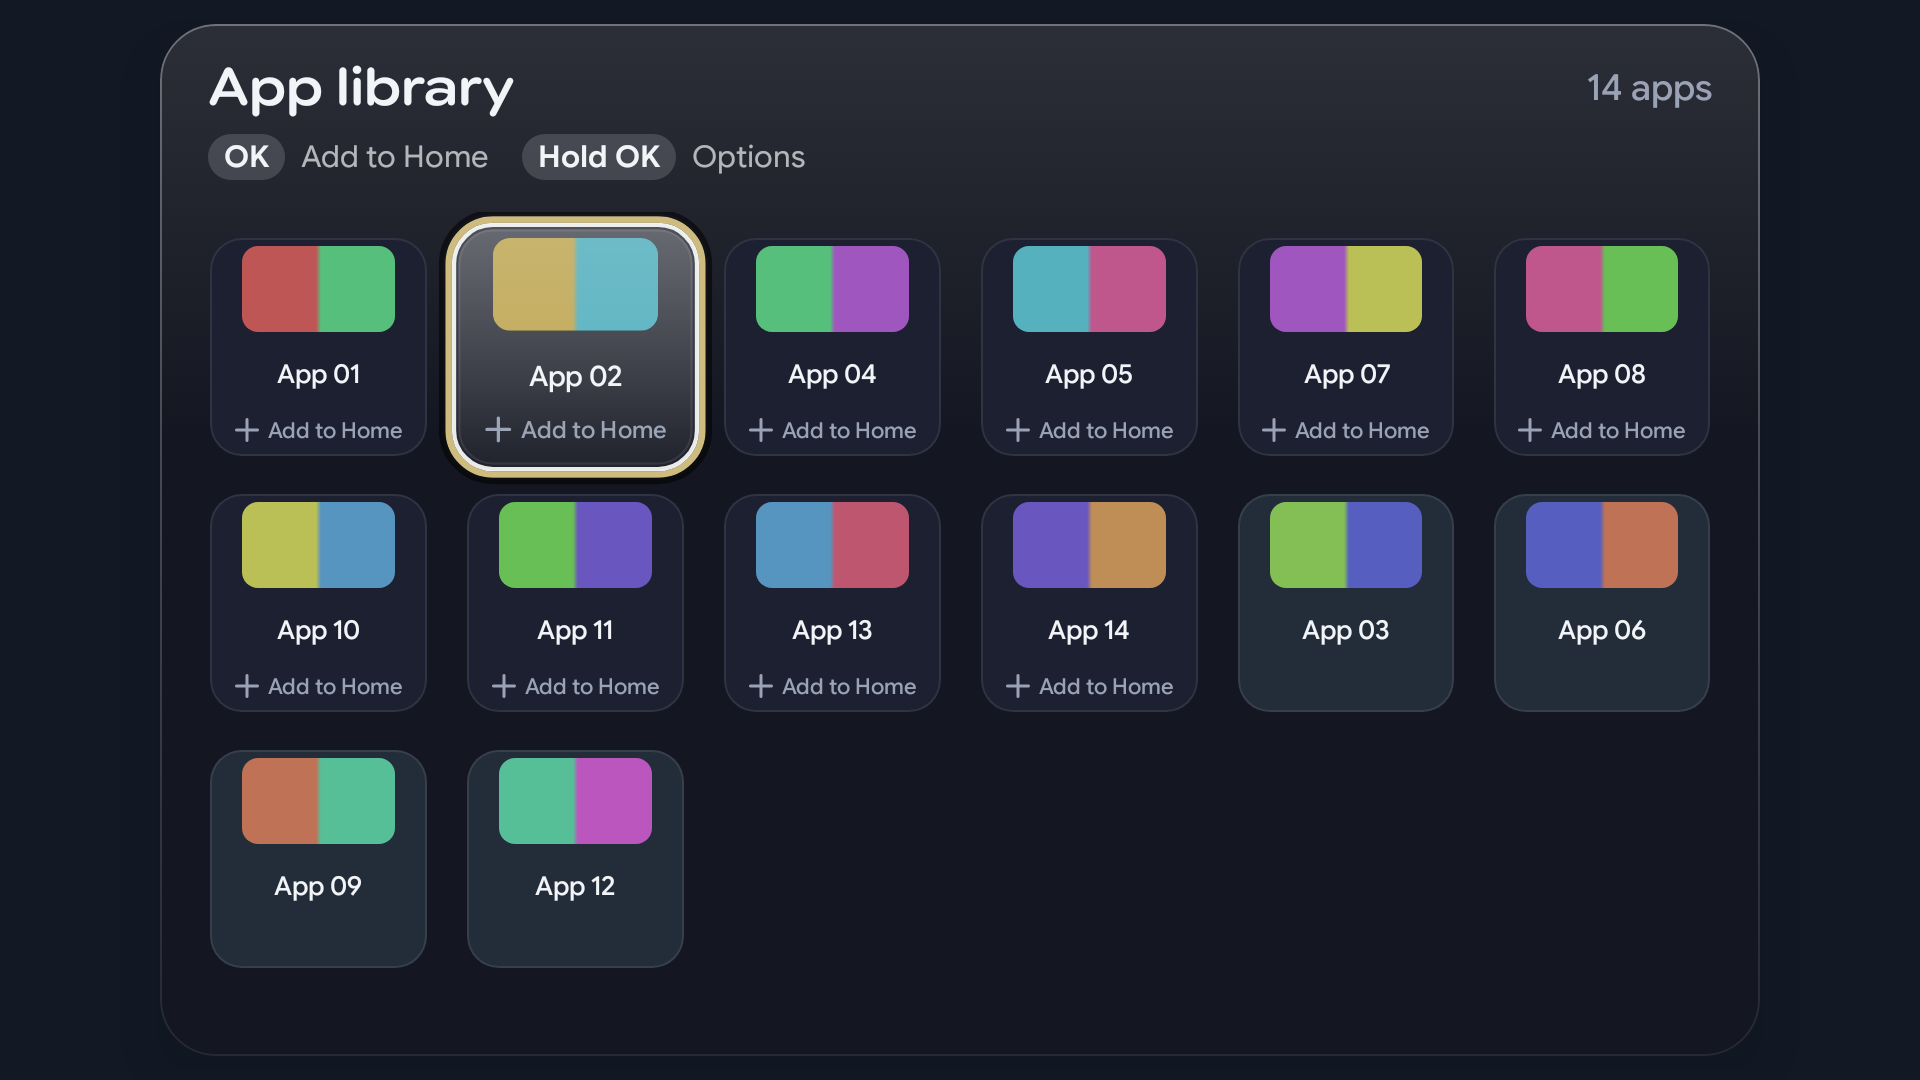 App library
14 apps
OK Add to Home Hold OK Options
App 01
+ Add to Home
App 02
+ Add to Home
App 04
+ Add to Home
App 05
+ Add to Home
App 07
+ Add to Home
App 08
+ Add to Home
App 10
+ Add to Home
App 11
+ Add to Home
App 13
+ Add to Home
App 14
+ Add to Home
App 03
App 06
App 09
App 12